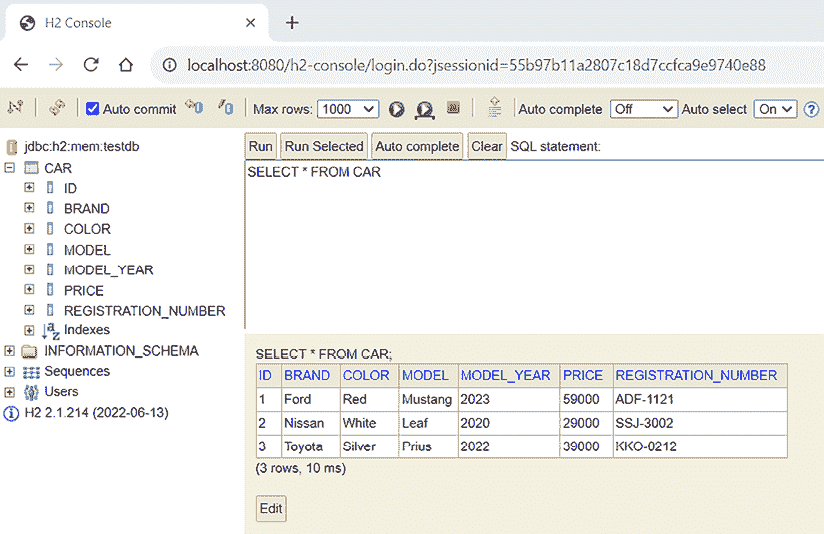 H2 Console
localhost:8080/h2-console/login.do?jsessionid=55b97b11a2807c18d7ccfca9e9740e88
Auto commit Max rows: 1000 Auto complete Off Auto select On
jdbc:h2:mem:testdb
CAR
ID
BRAND
COLOR
MODEL
MODEL_YEAR
PRICE
REGISTRATION_NUMBER
Indexes
INFORMATION_SCHEMA
Sequences
Users
H2 2.1.214 (2022-06-13)
Run Run Selected Auto complete Clear SQL statement:
SELECT * FROM CAR
SELECT * FROM CAR;
ID BRAND COLOR MODEL MODEL_YEAR PRICE REGISTRATION_NUMBER
1 Ford Red Mustang 2023 59000 ADF-1121
2 Nissan White Leaf 2020 29000 SSJ-3002
3 Toyota Silver Prius 2022 39000 KKO-0212
(3 rows, 10 ms)
Edit